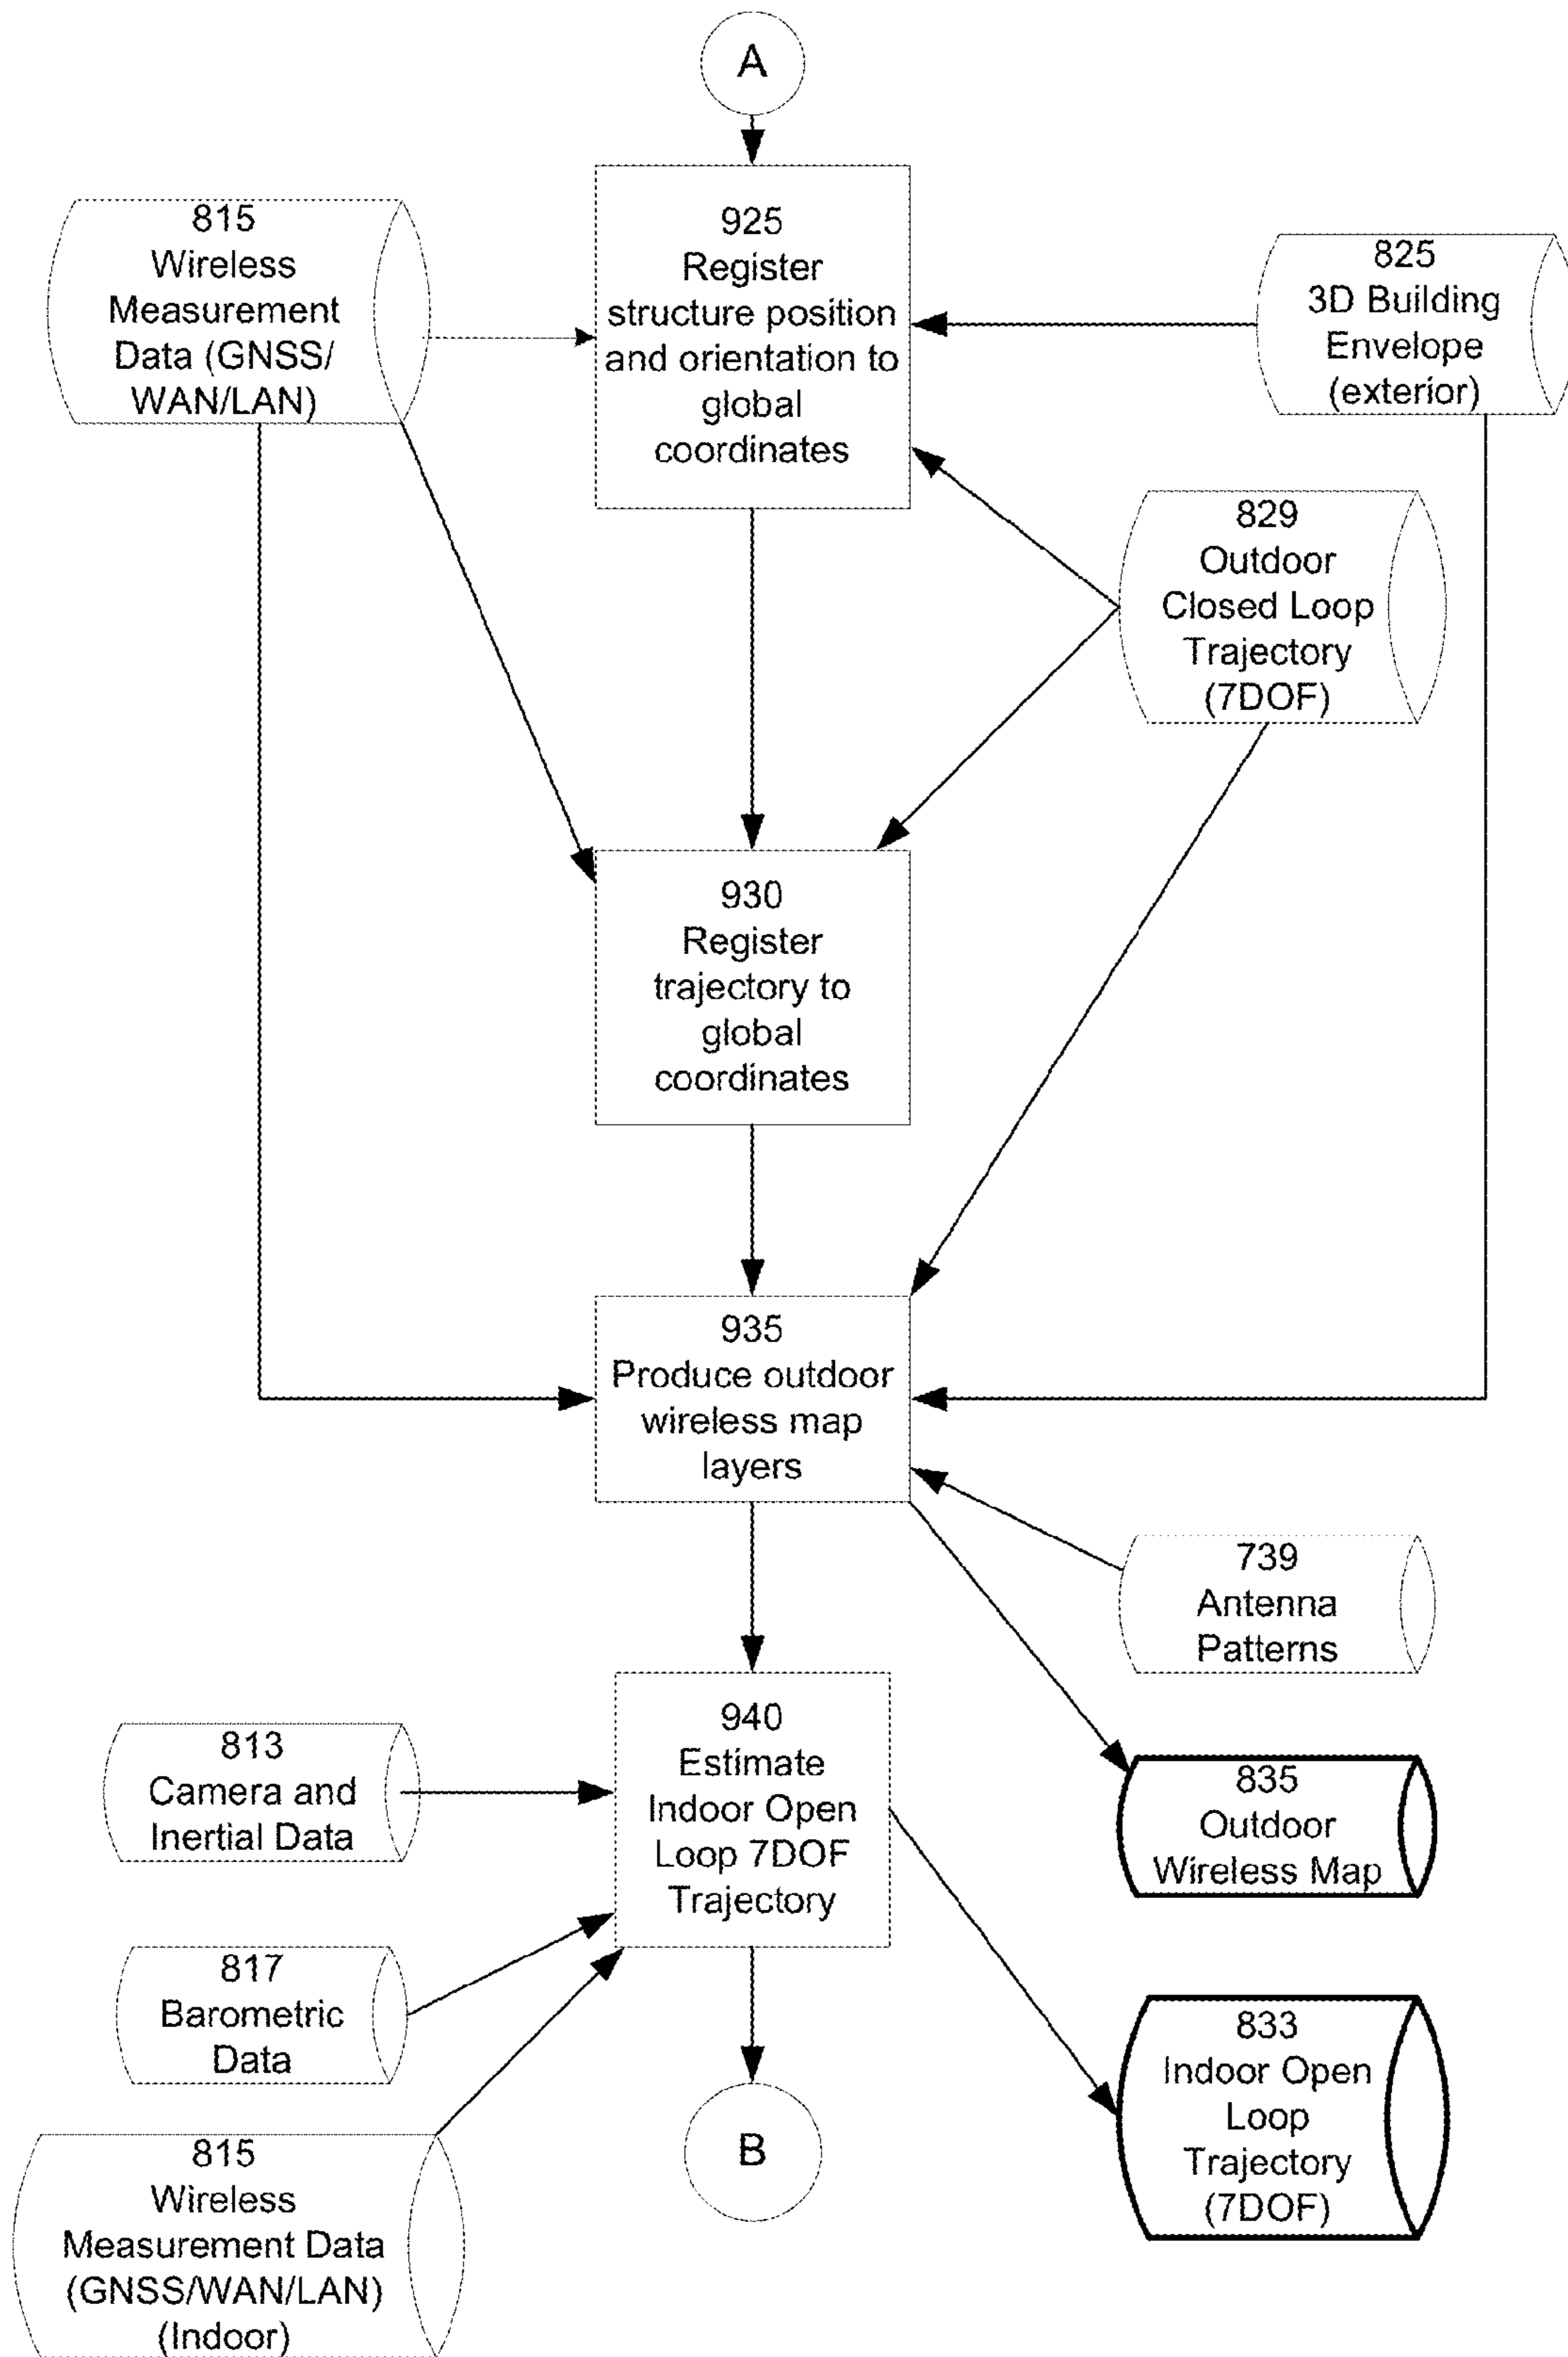 A
925
Register
structure position
and orientation to
global
coordinates
815
Wireless
Measurement
Data (GNSS/
WAN/LAN)
825
3D Building
Envelope
(exterior)
829
Outdoor
Closed Loop
Trajectory
(7DOF)
930
Register
trajectory to
global
coordinates
935
Produce outdoor
wireless map
layers
739
Antenna
Patterns
940
Estimate
Indoor Open
Loop 7DOF
Trajectory
813
Camera and
Inertial Data
835
Outdoor
Wireless Map
817
Barometric
Data
833
Indoor Open
Loop
Trajectory
(7DOF)
B
815
Wireless
Measurement Data
(GNSS/WAN/LAN)
(Indoor)